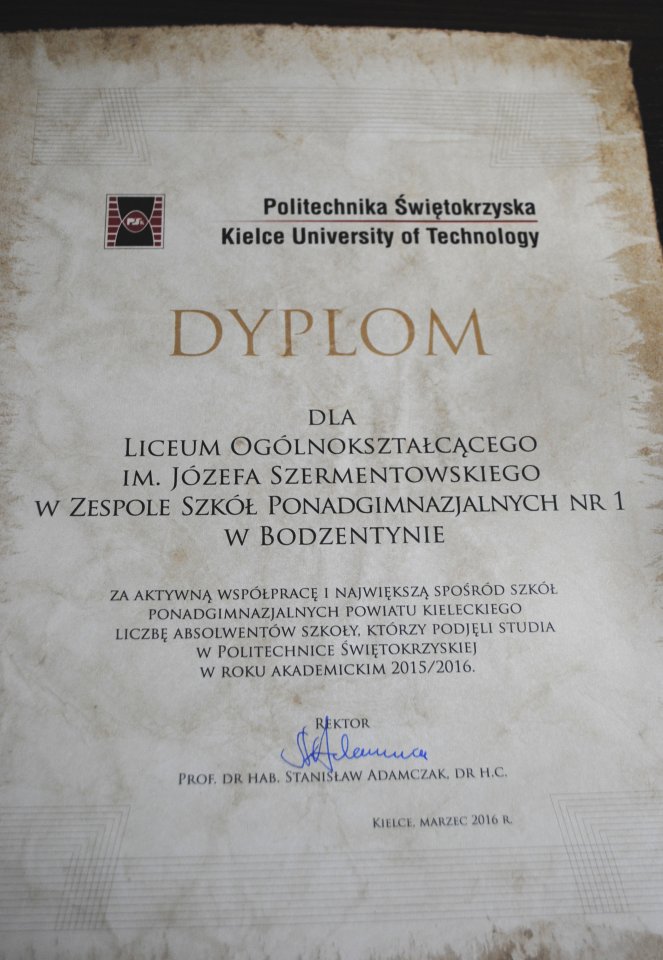 PŚk
Politechnika Świętokrzyska
Kielce University of Technology
DYPLOM
DLA
LICEUM OGÓLNOKSZTAŁCĄCEGO
IM. JÓZEFA SZERMENTOWSKIEGO
W ZESPOLE SZKÓŁ PONADGIMNAZJALNYCH NR 1
W BODZENTYNIE
ZA AKTYWNĄ WSPÓŁPRACĘ I NAJWIĘKSZĄ SPOŚRÓD SZKÓŁ
PONADGIMNAZJALNYCH POWIATU KIELECKIEGO
LICZBĘ ABSOLWENTÓW SZKOŁY, KTÓRZY PODJĘLI STUDIA
W POLITECHNICE ŚWIĘTOKRZYSKIEJ
W ROKU AKADEMICKIM 2015/2016.
REKTOR
PROF. DR HAB. STANISŁAW ADAMCZAK, DR H.C.
KIELCE, MARZEC 2016 R.